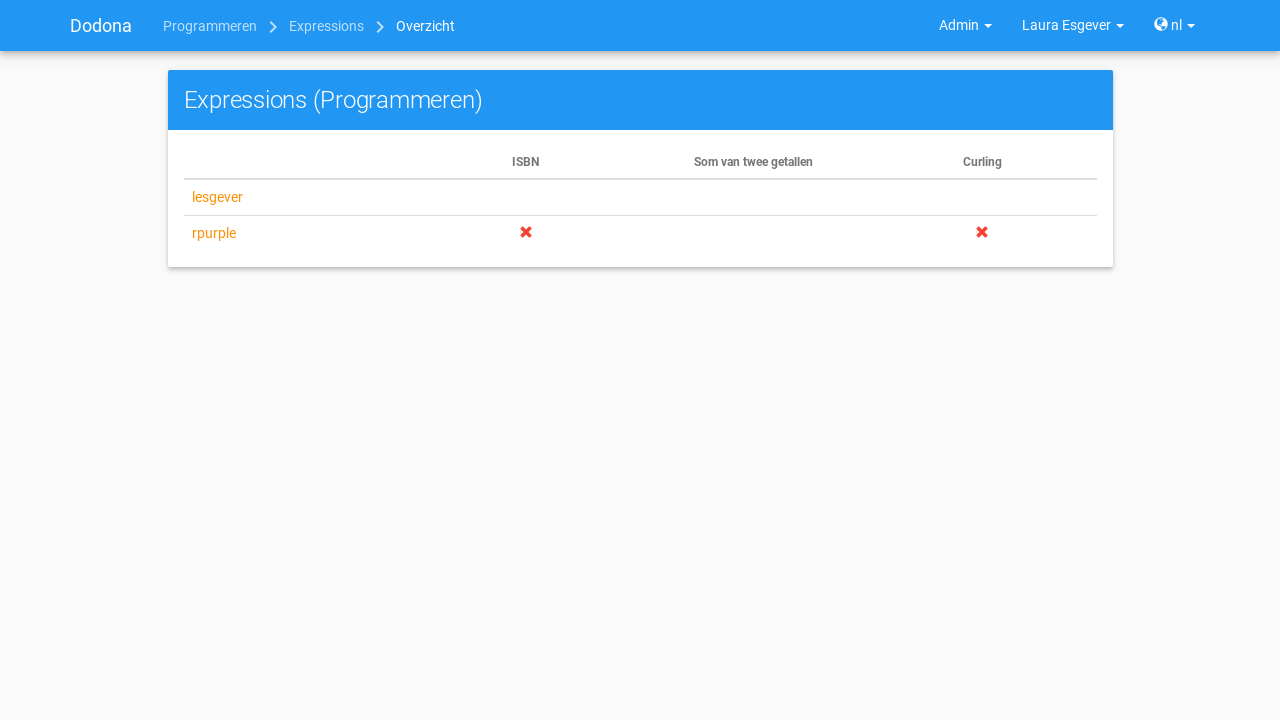 Dodona Programmeren Expressions Overzicht Admin Laura Esgever nl
Expressions (Programmeren)
ISBN Som van twee getallen Curling
lesgever
rpurple